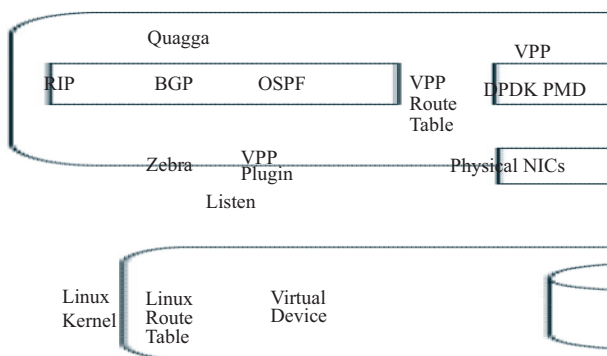 Quagga
VPP
RIP BGP OSPF
VPP
Route
Table
DPDK PMD
Zebra
VPP
Plugin
Physical NICs
Listen
Linux
Kernel
Linux
Route
Table
Virtual
Device